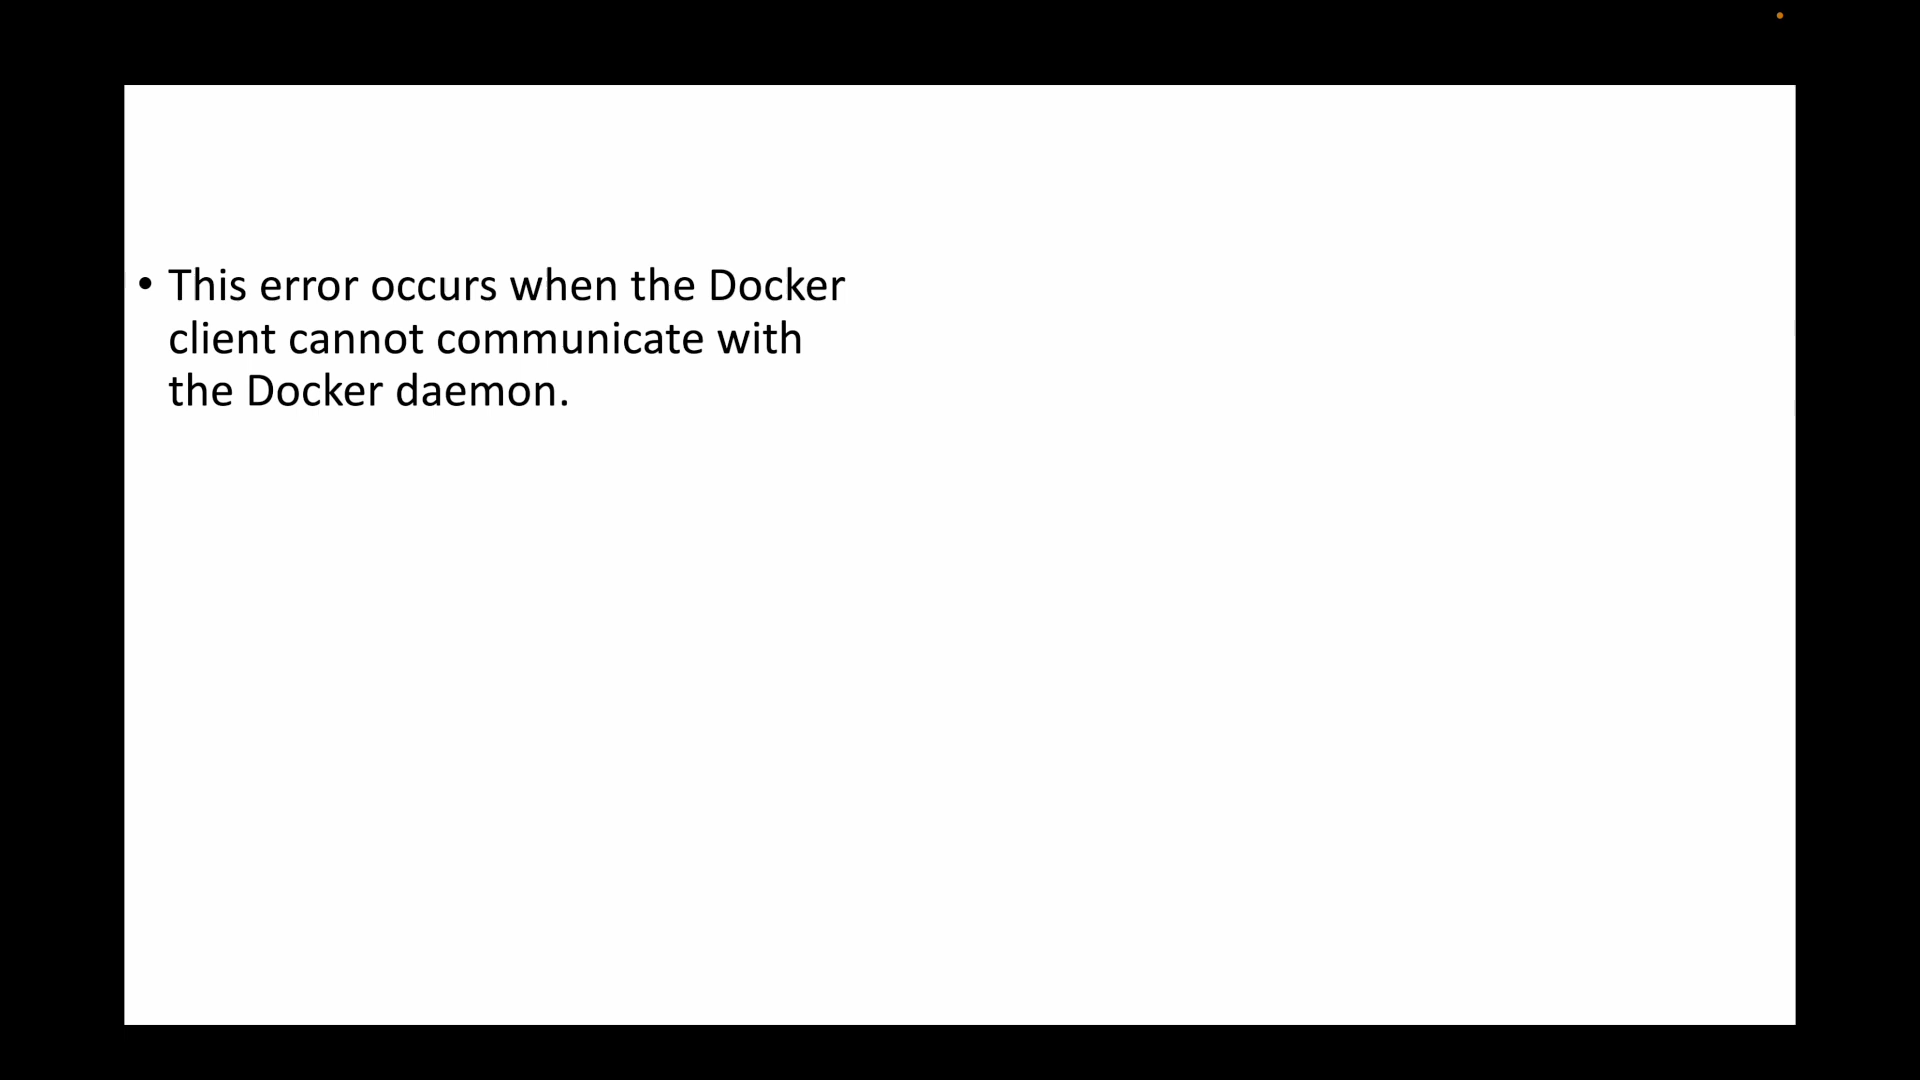 • This error occurs when the Docker
client cannot communicate with
the Docker daemon.